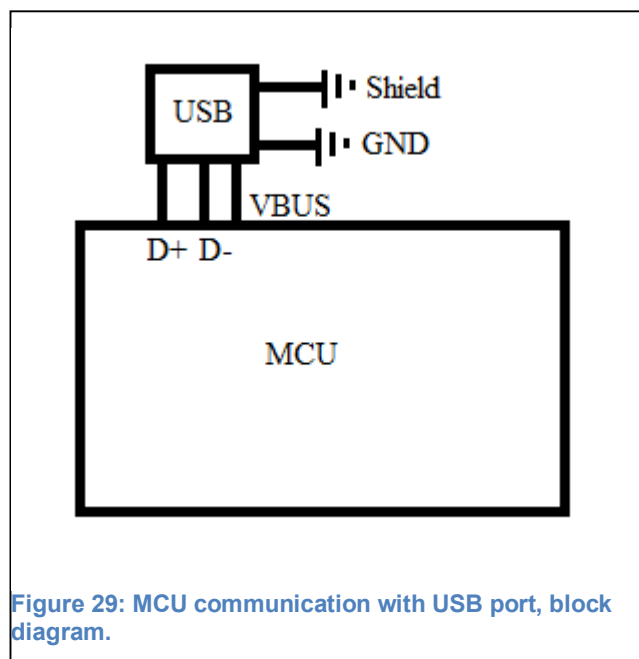 Shield
USB
GND
VBUS
D+ D-
MCU
Figure 29: MCU communication with USB port, block
diagram.